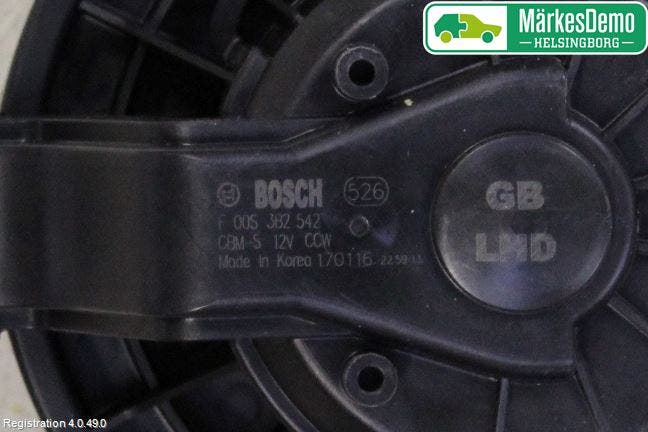 MärkesDemo
HELSINGBORG
BOSCH 526
F 00S 3B2 542
CBM-S 12V CCW
Made in Korea 170116
GB
LMD
Registration 4.0.49.0